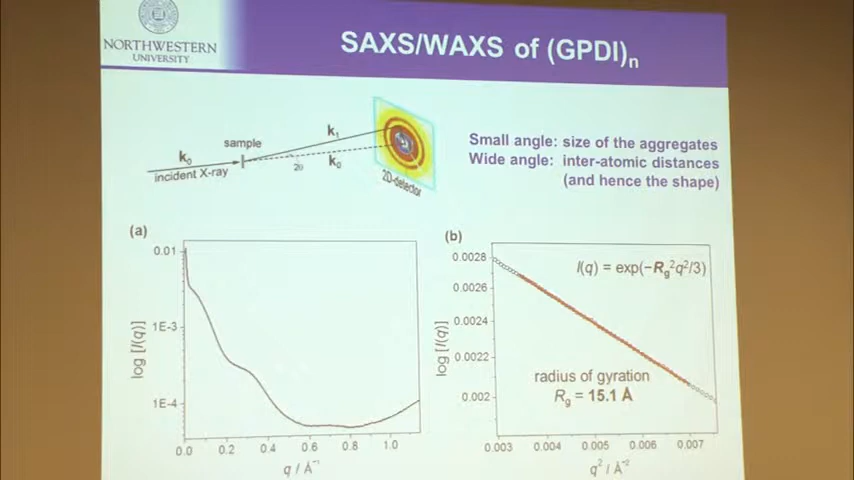 NORTHWESTERN
UNIVERSITY
SAXS/WAXS of (GPDI)n
k₀
incident X-ray
sample
k₁
2θ
k₀
2D-detector
Small angle: size of the aggregates
Wide angle: inter-atomic distances
(and hence the shape)
(a)
0.01
1E-3
1E-4
log [I(q)]
0.0
0.2
0.4
0.6
0.8
1.0
q / Å⁻¹
(b)
0.0028
0.0026
0.0024
0.0022
0.002
log [I(q)]
I(q) = exp(−Rg²q²/3)
radius of gyration
Rg = 15.1 Å
0.003
0.004
0.005
0.006
0.007
q² / Å⁻²